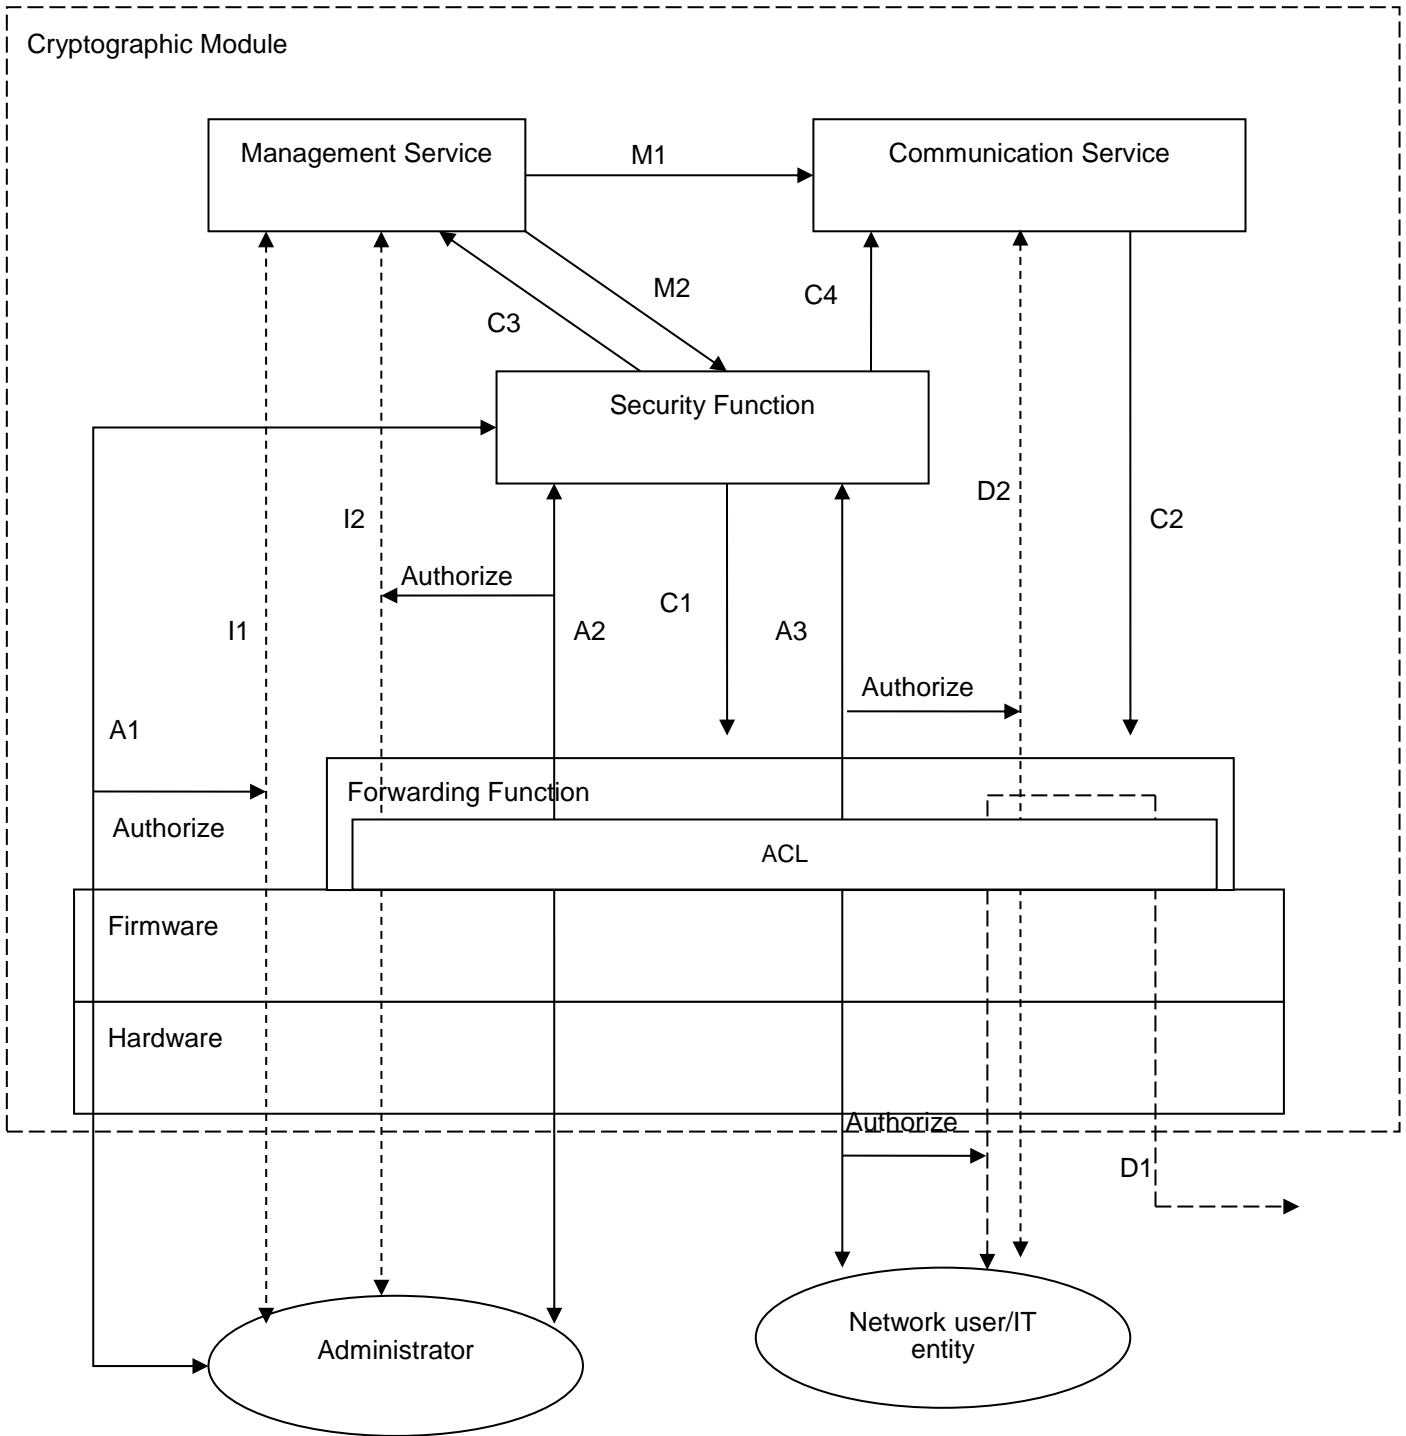 Cryptographic Module
Management Service
M1
Communication Service
M2
C4
C3
Security Function
D2
I2
C2
Authorize
C1
I1
A2
A3
Authorize
A1
Forwarding Function
Authorize
ACL
Firmware
Hardware
Authorize
D1
Network user/IT
entity
Administrator